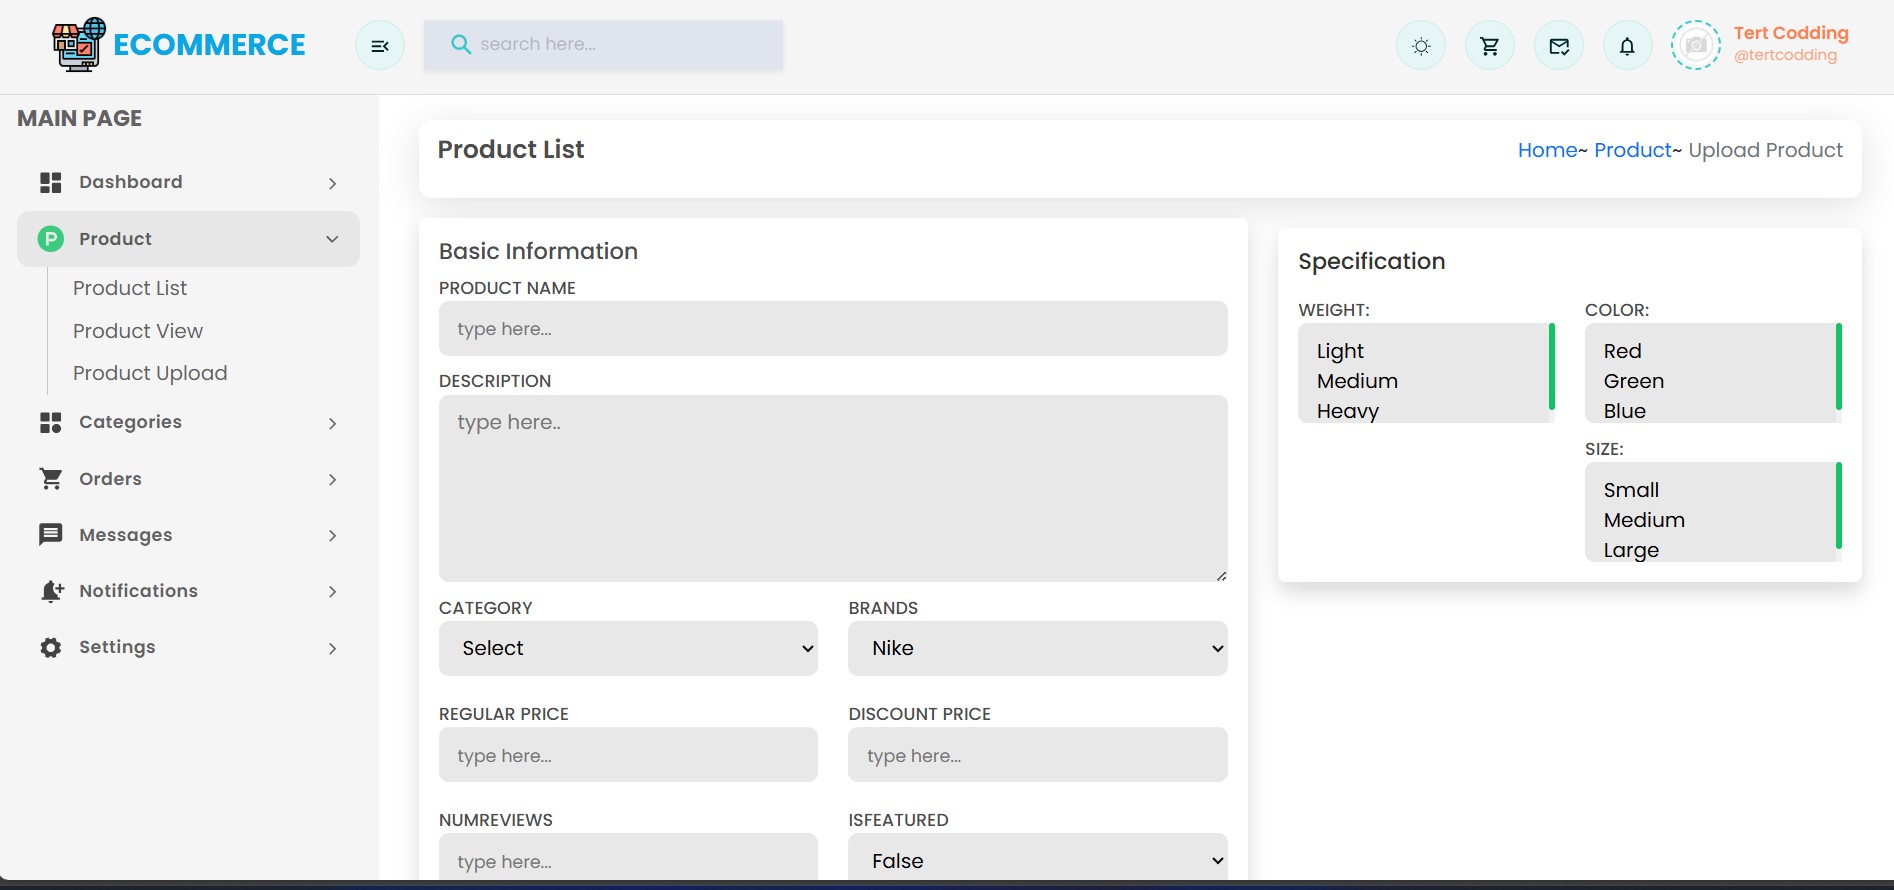 ECOMMERCE
search here...
Tert Codding
@tertcodding
MAIN PAGE
Dashboard
P Product
Product List
Product View
Product Upload
Categories
Orders
Messages
Notifications
Settings
Product List
Home~ Product~ Upload Product
Basic Information
PRODUCT NAME
type here...
DESCRIPTION
type here..
CATEGORY
BRANDS
Select
Nike
REGULAR PRICE
DISCOUNT PRICE
type here...
type here...
NUMREVIEWS
ISFEATURED
type here...
False
Specification
WEIGHT:
Light
Medium
Heavy
COLOR:
Red
Green
Blue
SIZE:
Small
Medium
Large